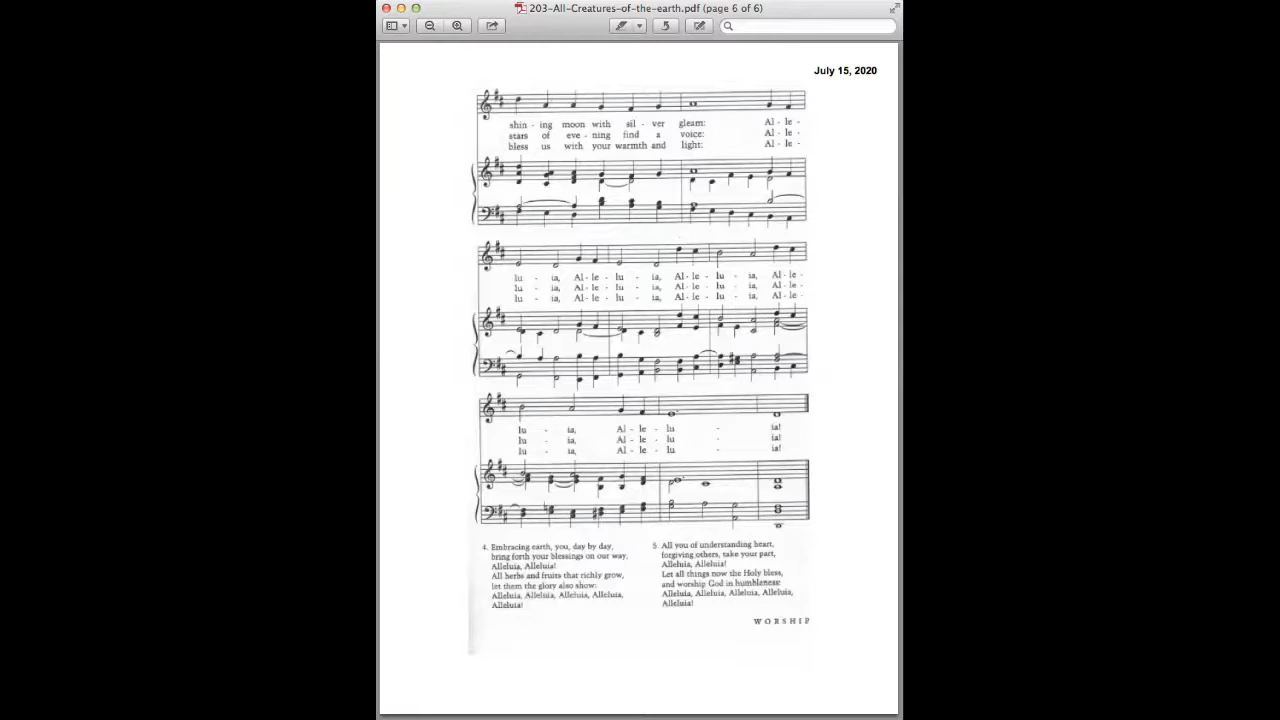 203-All-Creatures-of-the-earth.pdf (page 6 of 6)
July 15, 2020
shin - ing moon with sil - ver gleam: Al - le -
stars of eve - ning find a voice: Al - le -
bless us with your warmth and light: Al - le -
lu - ia, Al - le - lu - ia, Al - le - lu - ia, Al - le -
lu - ia, Al - le - lu - ia, Al - le - lu - ia, Al - le -
lu - ia, Al - le - lu - ia, Al - le - lu - ia, Al - le -
lu - ia, Al - le - lu - ia!
lu - ia, Al - le - lu - ia!
lu - ia, Al - le - lu - ia!
4. Embracing earth, you, day by day,
bring forth your blessings on our way,
Alleluia, Alleluia!
All herbs and fruits that richly grow,
let them the glory also show:
Alleluia, Alleluia, Alleluia, Alleluia,
Alleluia!
5. All you of understanding heart,
forgiving others, take your part,
Alleluia, Alleluia!
Let all things now the Holy bless,
and worship God in humbleness:
Alleluia, Alleluia, Alleluia, Alleluia,
Alleluia!
WORSHIP